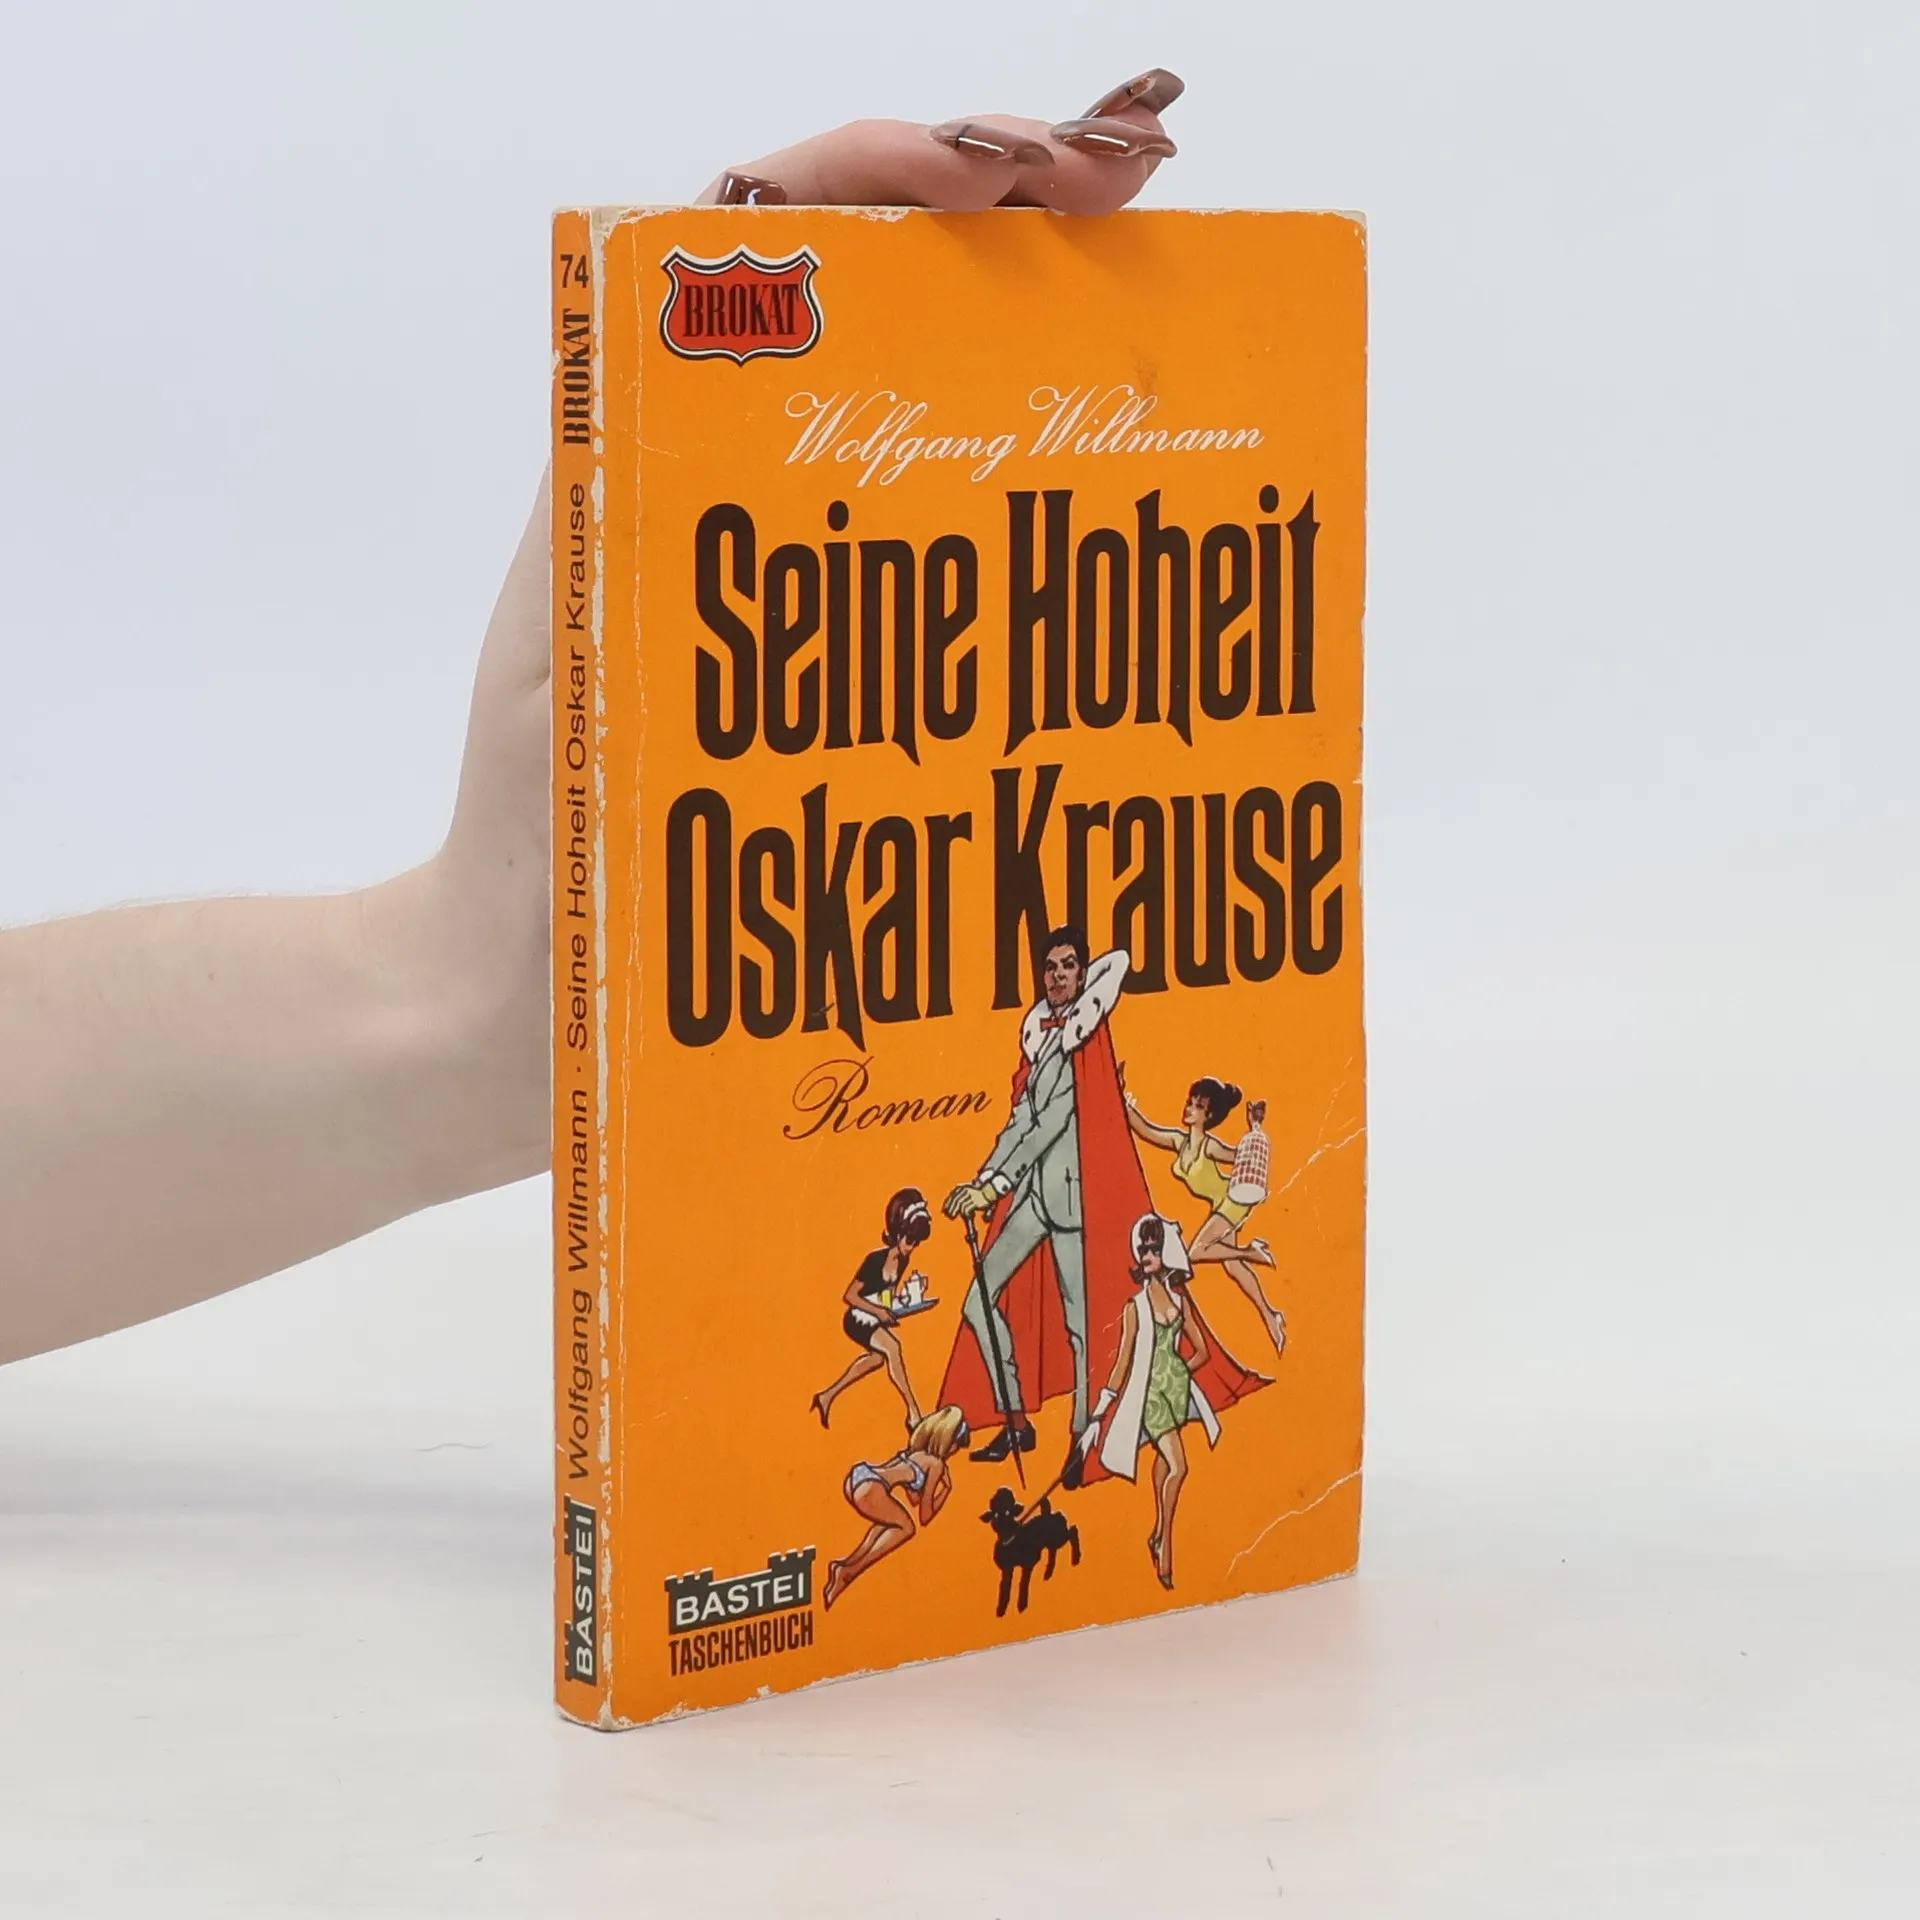 74 BROKAT Wolfgang Willmann · Seine Hoheit Oskar Krause BASTEI
BROKAT
Wolfgang Willmann
Seine Hoheit
Oskar Krause
Roman
BASTEI
TASCHENBUCH